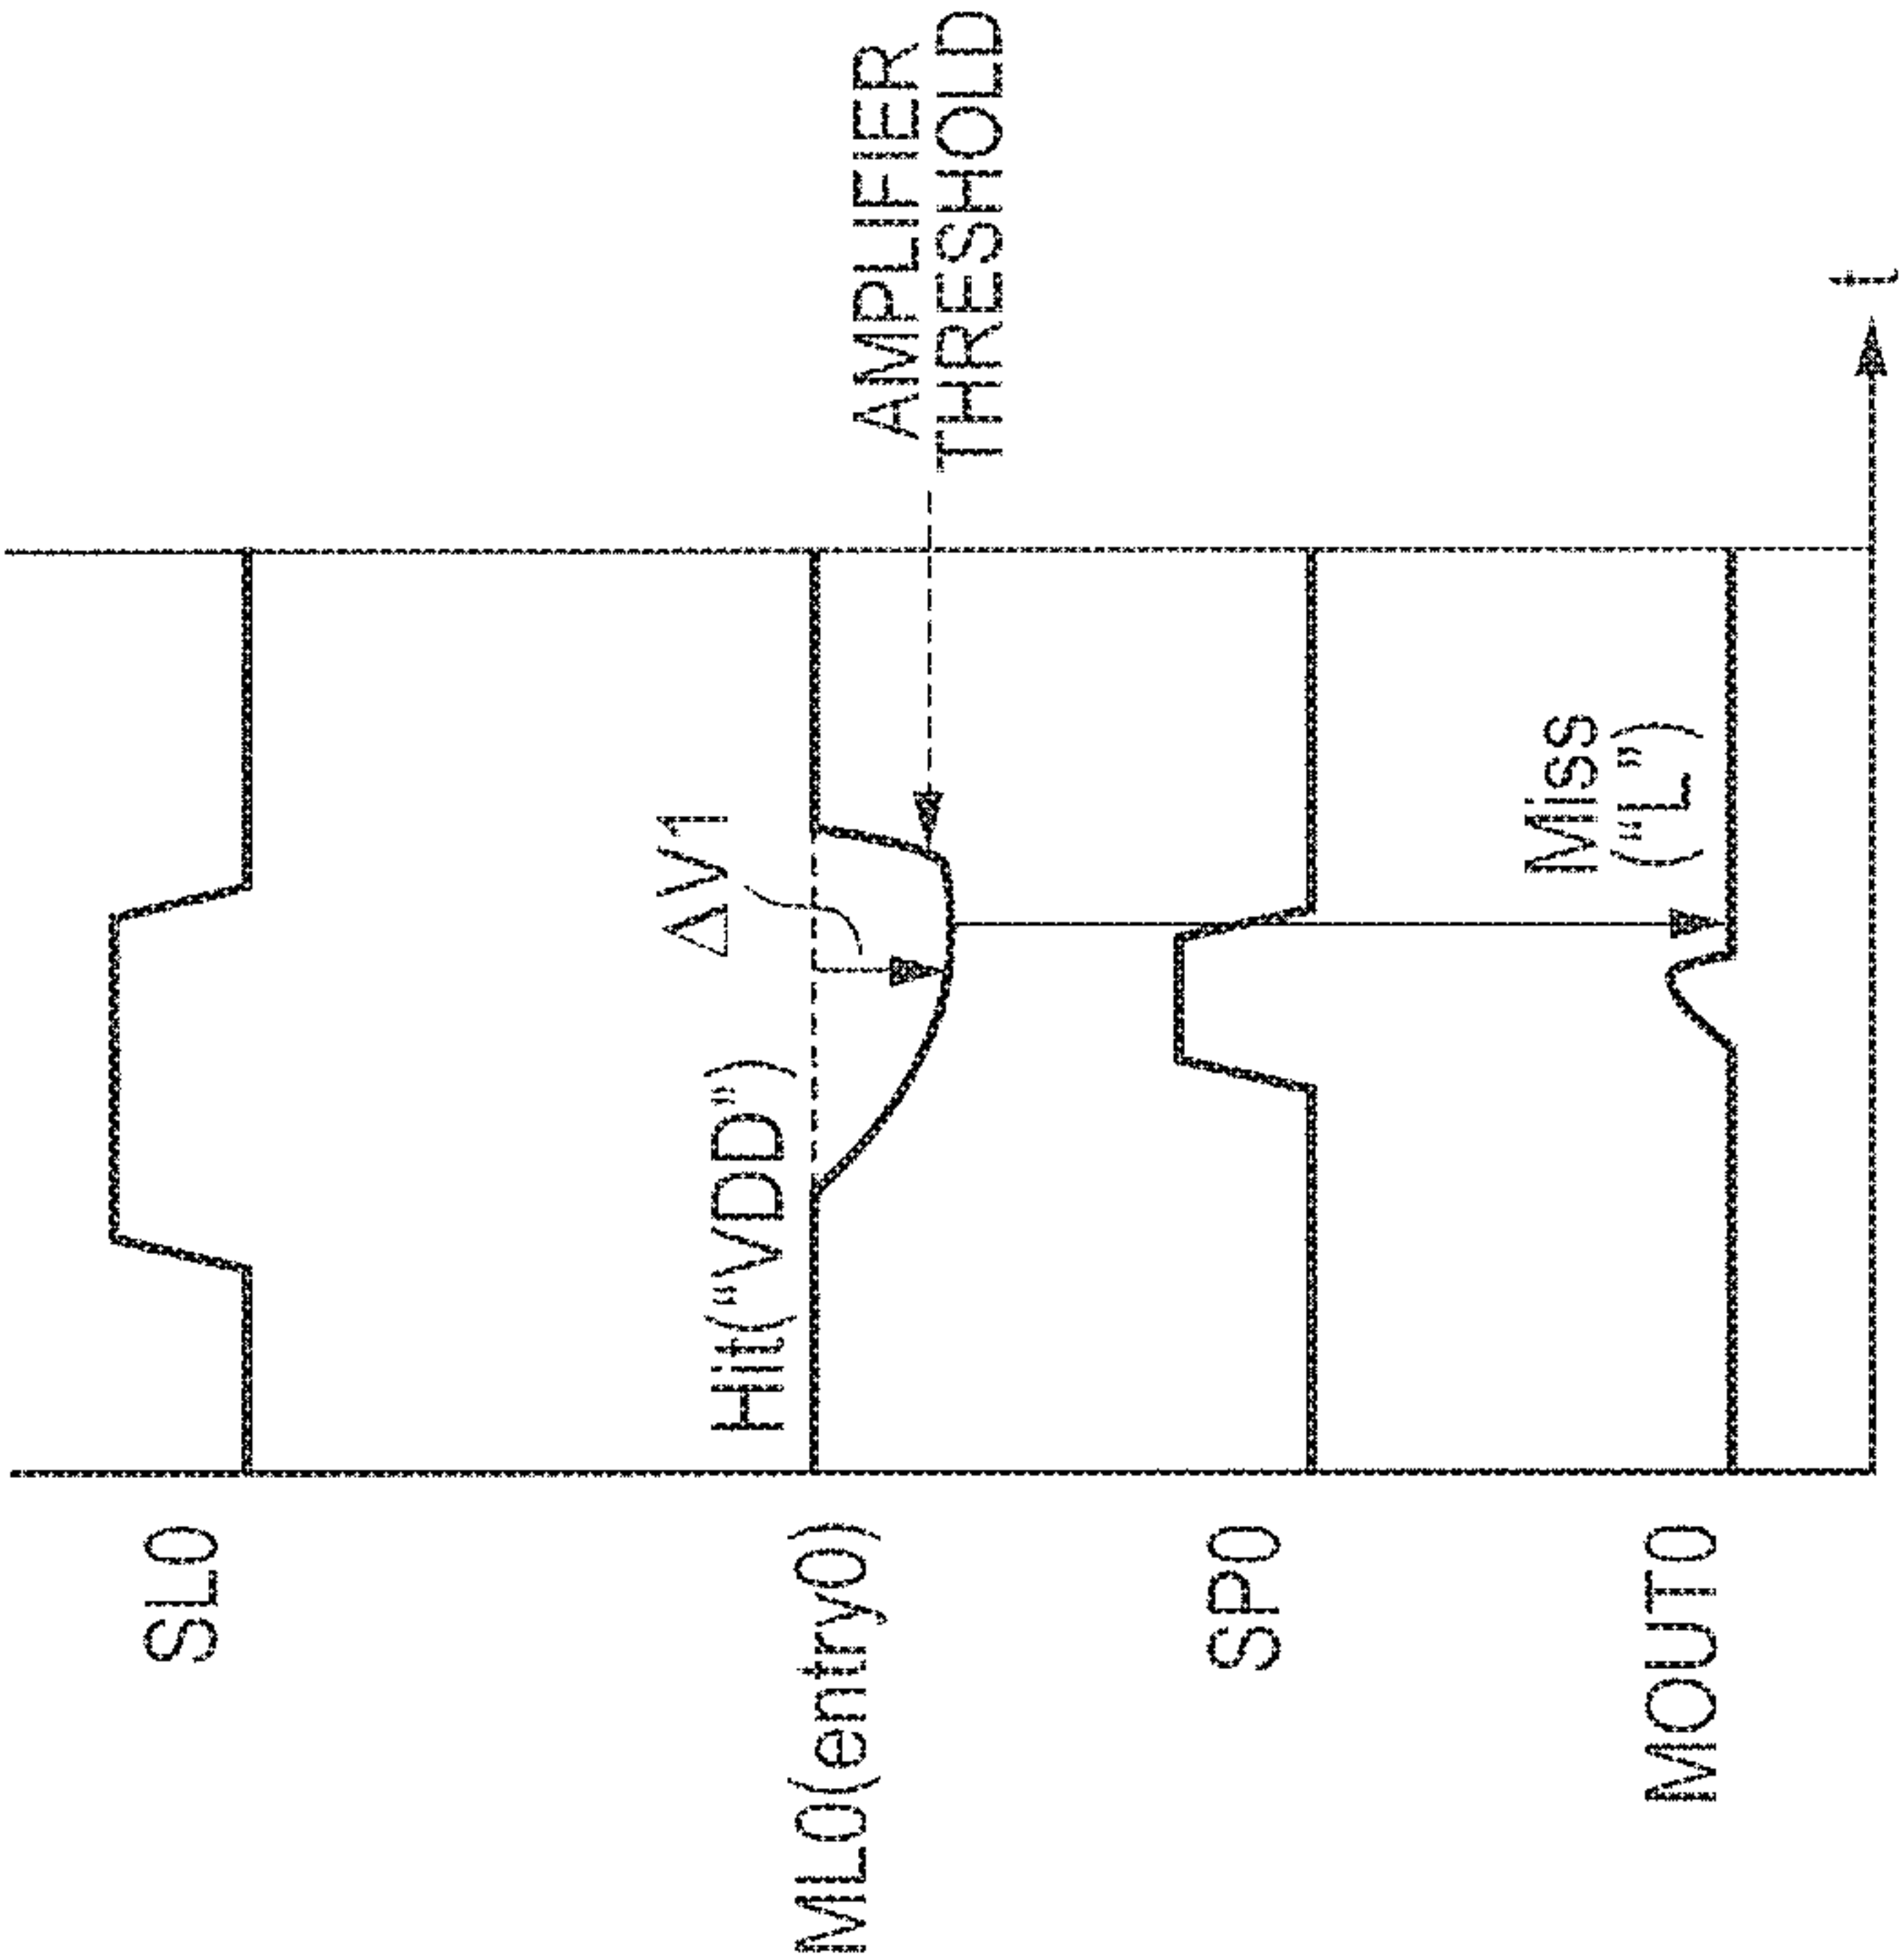 SL0
Hit("VDD")
ΔV1
ML0(entry0)
AMPLIFIER
THRESHOLD
SP0
Miss
("L")
MOUT0
t